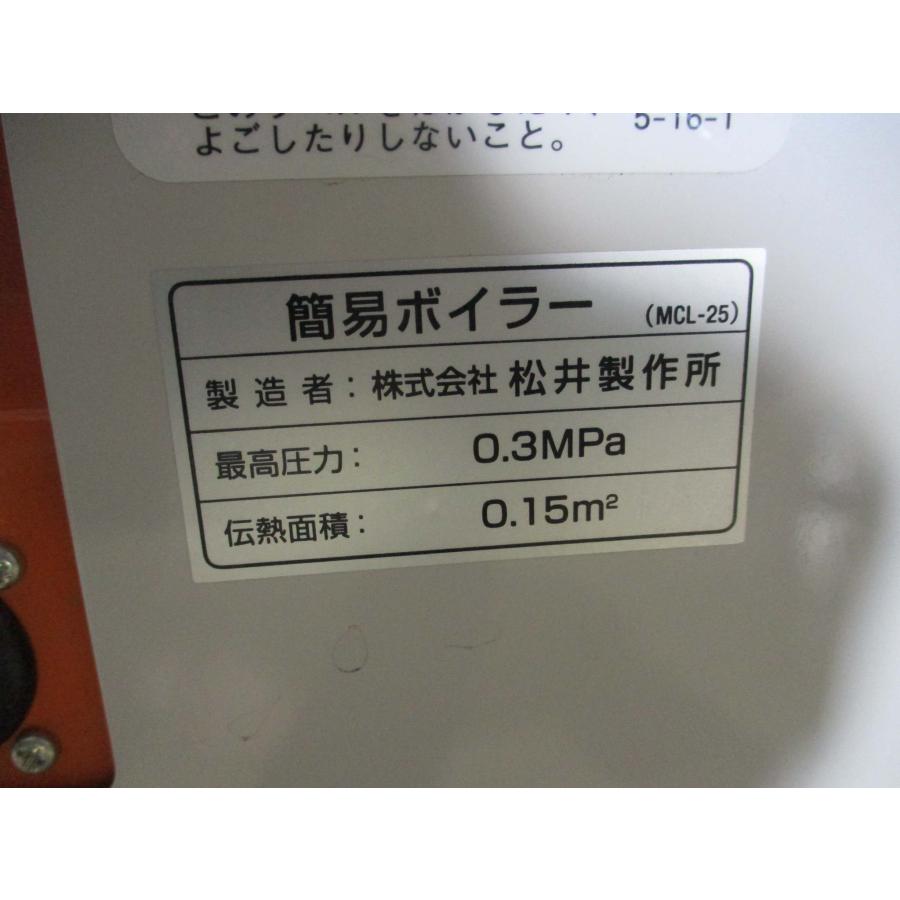 よごしたりしないこと。 5-16-1
簡易ボイラー (MCL-25)
製造者: 株式会社 松井製作所
最高圧力: 0.3MPa
伝熱面積: 0.15m²